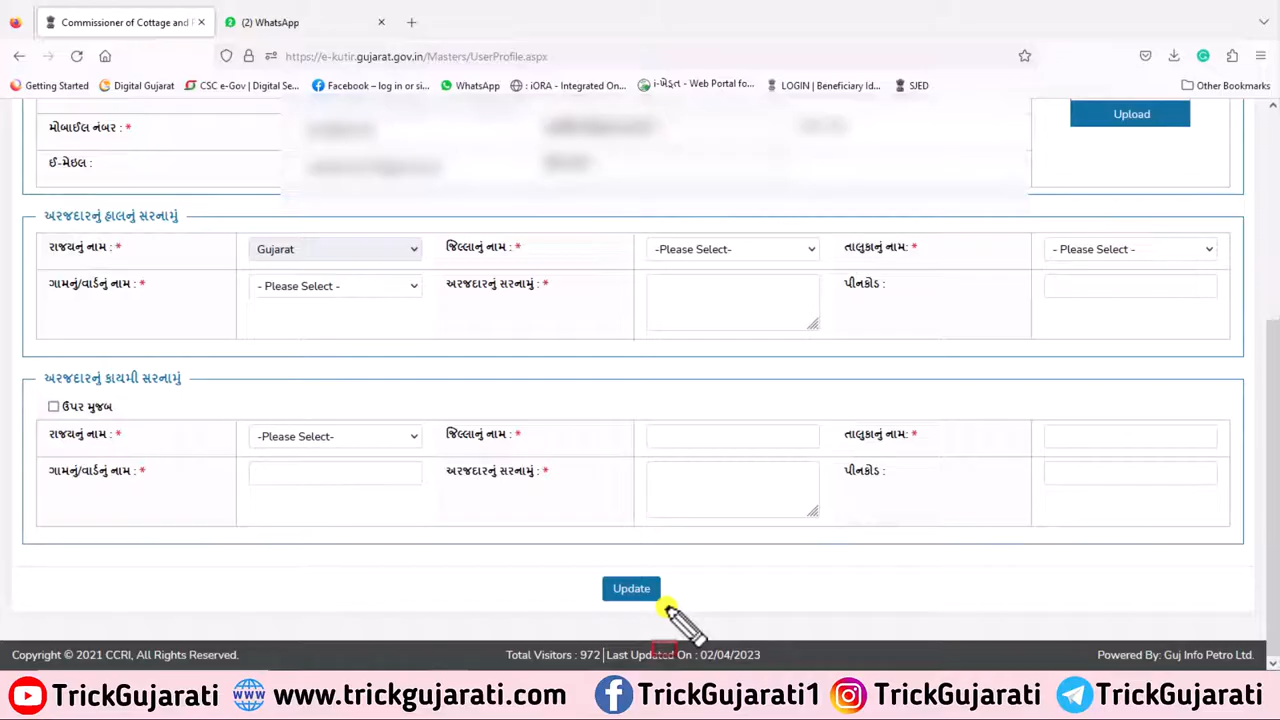 Commissioner of Cottage and
(2) WhatsApp
https://e-kutir.gujarat.gov.in/Masters/UserProfile.aspx
Getting Started
Digital Gujarat
CSC e-Gov | Digital Se...
Facebook – log in or si...
WhatsApp
: iORA - Integrated On...
i-ખેડૂત - Web Portal fo...
LOGIN | Beneficiary Id...
SJED
Other Bookmarks
Upload
મોબાઈલ નંબર : *
ઈ-મેઇલ :
અરજદારનું હાલનું સરનામું
રાજ્યનું નામ : * Gujarat જિલ્લાનું નામ : * -Please Select- તાલુકાનું નામ: * - Please Select -
ગામનું/વાર્ડનું નામ : * - Please Select - અરજદારનું સરનામું : * પીનકોડ :
અરજદારનું કાયમી સરનામું
ઉપર મુજબ
રાજ્યનું નામ : * -Please Select- જિલ્લાનું નામ : * તાલુકાનું નામ: *
ગામનું/વાર્ડનું નામ : * અરજદારનું સરનામું : * પીનકોડ :
Update
Copyright © 2021 CCRI, All Rights Reserved. Total Visitors : 972 Last Updated On : 02/04/2023 Powered By: Guj Info Petro Ltd.
TrickGujarati www.trickgujarati.com TrickGujarati1 TrickGujarati TrickGujarati